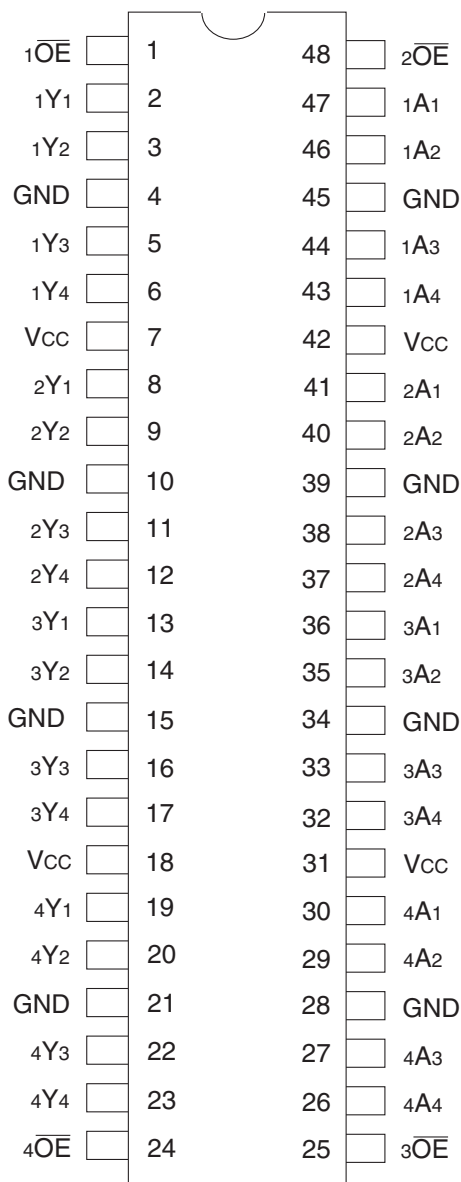 1OE 1 48 2OE
1Y1 2 47 1A1
1Y2 3 46 1A2
GND 4 45 GND
1Y3 5 44 1A3
1Y4 6 43 1A4
VCC 7 42 VCC
2Y1 8 41 2A1
2Y2 9 40 2A2
GND 10 39 GND
2Y3 11 38 2A3
2Y4 12 37 2A4
3Y1 13 36 3A1
3Y2 14 35 3A2
GND 15 34 GND
3Y3 16 33 3A3
3Y4 17 32 3A4
VCC 18 31 VCC
4Y1 19 30 4A1
4Y2 20 29 4A2
GND 21 28 GND
4Y3 22 27 4A3
4Y4 23 26 4A4
4OE 24 25 3OE